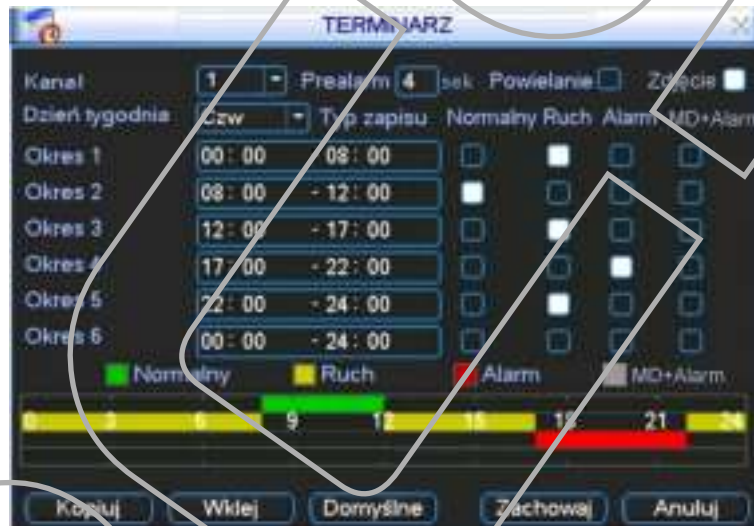 TERMINARZ
Kanał 1 Prealarm 4 sek Powielanie Zdjęcie
Dzień tygodnia Czw Typ zapisu Normalny Ruch Alarm MD+Alarm
Okres 1 00: 00 08: 00
Okres 2 08: 00 - 12: 00
Okres 3 12: 00 - 17: 00
Okres 4 17: 00 - 22: 00
Okres 5 22: 00 - 24: 00
Okres 6 00: 00 - 24: 00
Normalny Ruch Alarm MD+Alarm
0 3 6 9 12 15 18 21 24
Kopiuj Wklej Domyślne Zachowaj Anuluj